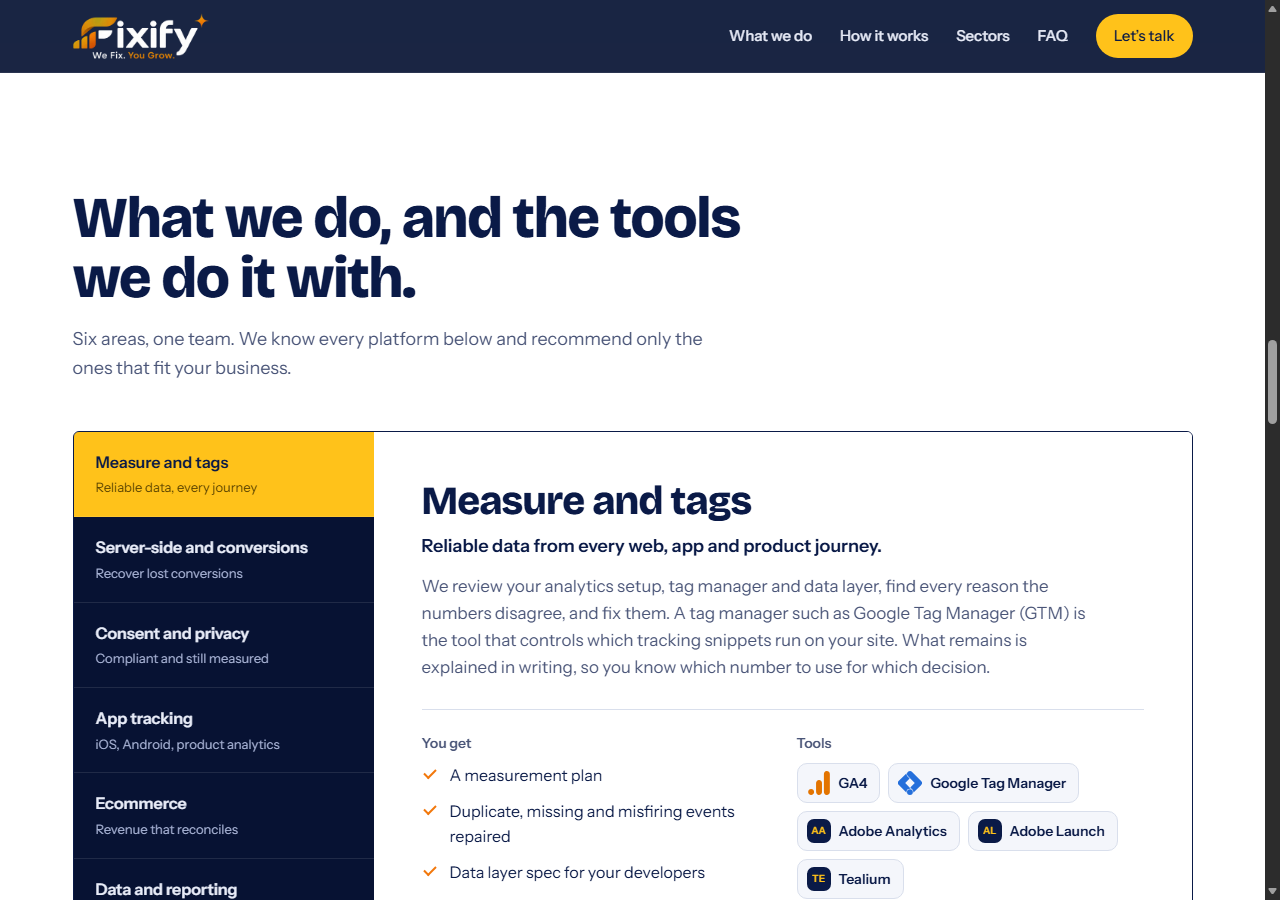 Fixify
We Fix. You Grow.
What we do
How it works
Sectors
FAQ
Let's talk
What we do, and the tools
we do it with.
Six areas, one team. We know every platform below and recommend only the
ones that fit your business.
Measure and tags
Reliable data, every journey
Server-side and conversions
Recover lost conversions
Consent and privacy
Compliant and still measured
App tracking
iOS, Android, product analytics
Ecommerce
Revenue that reconciles
Data and reporting
Measure and tags
Reliable data from every web, app and product journey.
We review your analytics setup, tag manager and data layer, find every reason the
numbers disagree, and fix them. A tag manager such as Google Tag Manager (GTM) is
the tool that controls which tracking snippets run on your site. What remains is
explained in writing, so you know which number to use for which decision.
You get
A measurement plan
Duplicate, missing and misfiring events
repaired
Data layer spec for your developers
Tools
GA4
Google Tag Manager
AA Adobe Analytics
AL Adobe Launch
TE Tealium